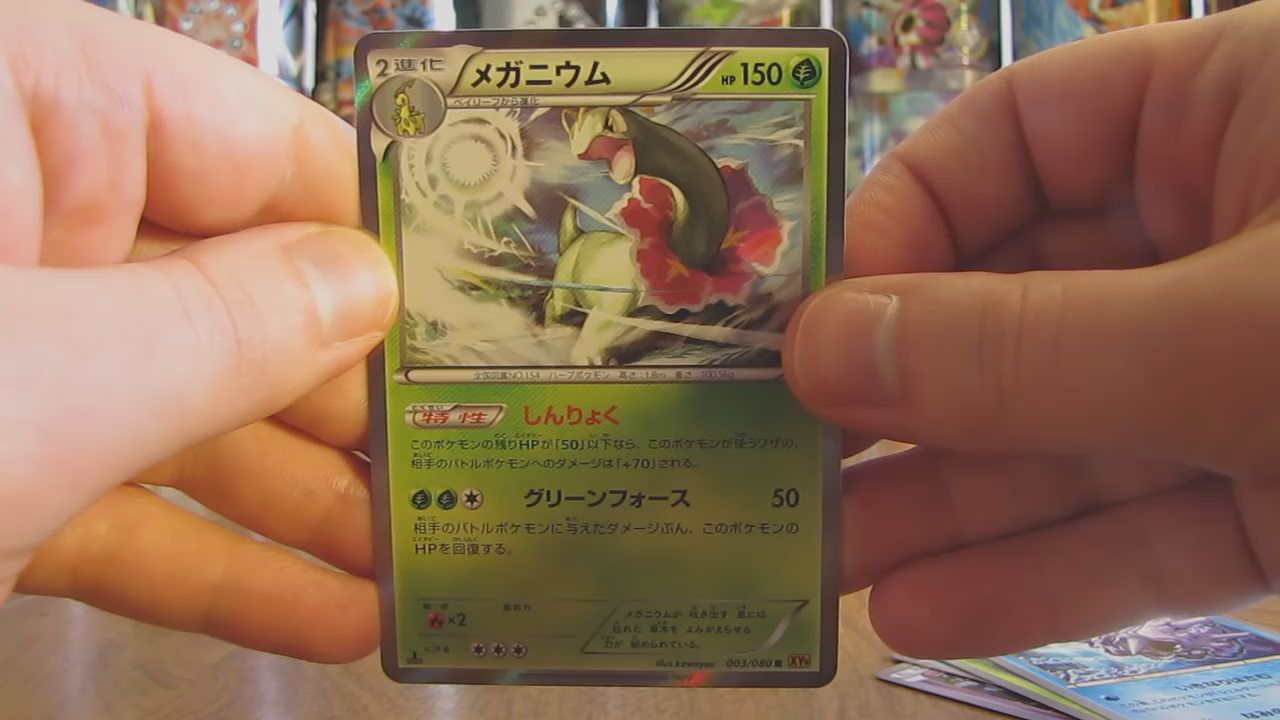 2進化 メガニウム HP 150
ベイリーフから進化
全国図鑑NO.154 ハーブポケモン 高さ:1.8m 重さ:100.5kg
特性 しんりょく
このポケモンの残りHPが「50」以下なら、このポケモンが使うワザの、
相手のバトルポケモンへのダメージは「+70」される。
グリーンフォース 50
相手のバトルポケモンに与えたダメージぶん、このポケモンの
HPを回復する。
弱点 抵抗力
×2
にげる
メガニウムが 吐き出す 息には
枯れた 草木を よみがえらせる
力が 秘められている。
illus.kawayoo 003/080 R XY